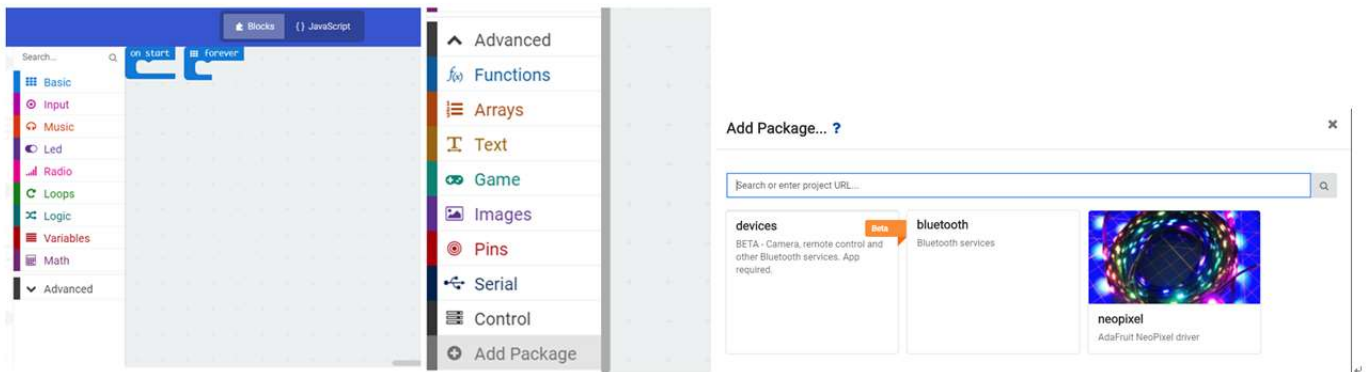 Blocks
{ } JavaScript
Search...
on start
forever
Basic
Input
Music
Led
Radio
Loops
Logic
Variables
Math
Advanced
Advanced
f(x) Functions
Arrays
Text
Game
Images
Pins
Serial
Control
Add Package
Add Package... ?
Search or enter project URL...
devices
Beta
BETA - Camera, remote control and
other Bluetooth services. App
required.
bluetooth
Bluetooth services
neopixel
AdaFruit NeoPixel driver